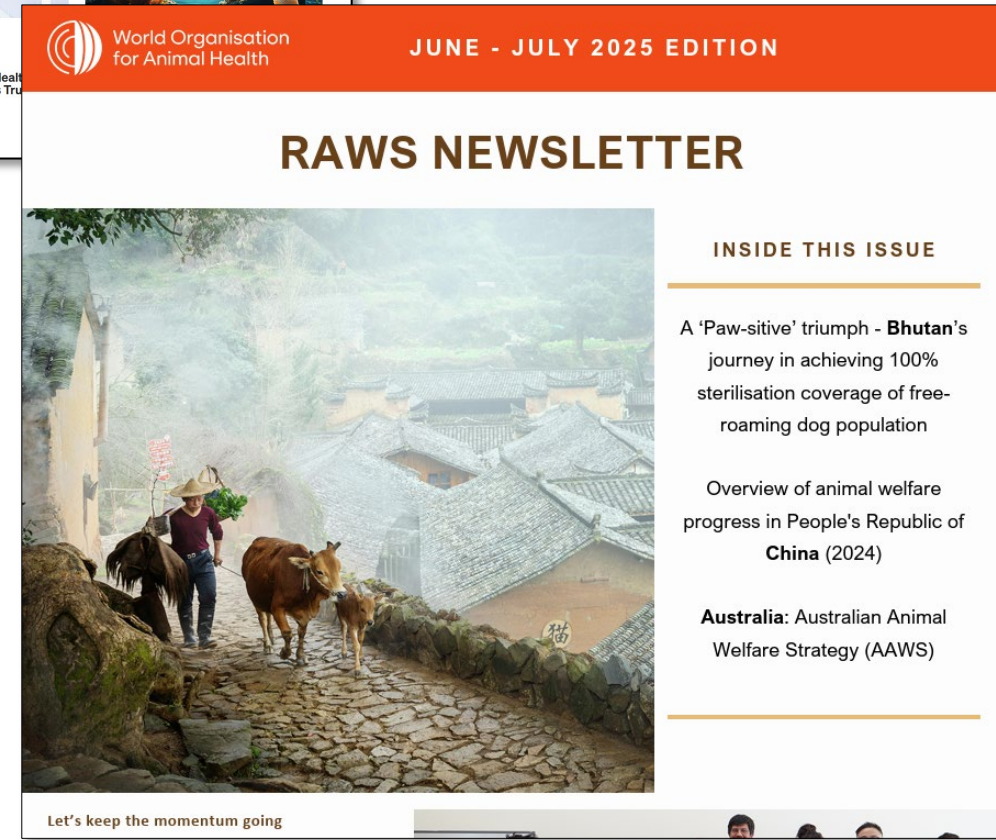 World Organisation
for Animal Health
JUNE - JULY 2025 EDITION
RAWS NEWSLETTER
INSIDE THIS ISSUE
A ‘Paw-sitive’ triumph - Bhutan’s
journey in achieving 100%
sterilisation coverage of free-
roaming dog population
Overview of animal welfare
progress in People's Republic of
China (2024)
Australia: Australian Animal
Welfare Strategy (AAWS)
猫
Let’s keep the momentum going